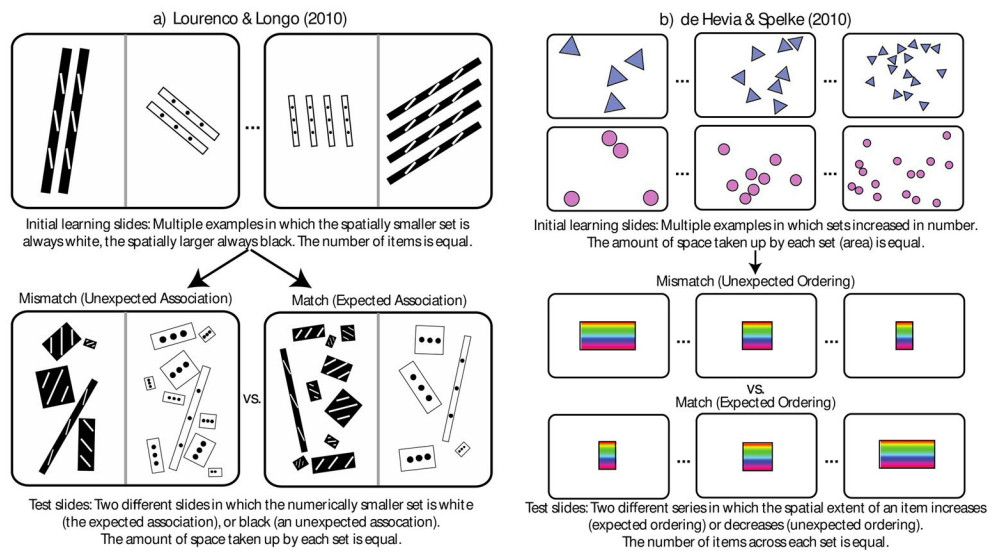 a) Lourenco & Longo (2010)
...
Initial learning slides: Multiple examples in which the spatially smaller set is
always white, the spatially larger always black. The number of items is equal.
Mismatch (Unexpected Association)
Match (Expected Association)
vs.
Test slides: Two different slides in which the numerically smaller set is white
(the expected association), or black (an unexpected assocation).
The amount of space taken up by each set is equal.
b) de Hevia & Spelke (2010)
... ...
... ...
Initial learning slides: Multiple examples in which sets increased in number.
The amount of space taken up by each set (area) is equal.
Mismatch (Unexpected Ordering)
... ...
vs.
Match (Expected Ordering)
... ...
Test slides: Two different series in which the spatial extent of an item increases
(expected ordering) or decreases (unexpected ordering).
The number of items across each set is equal.